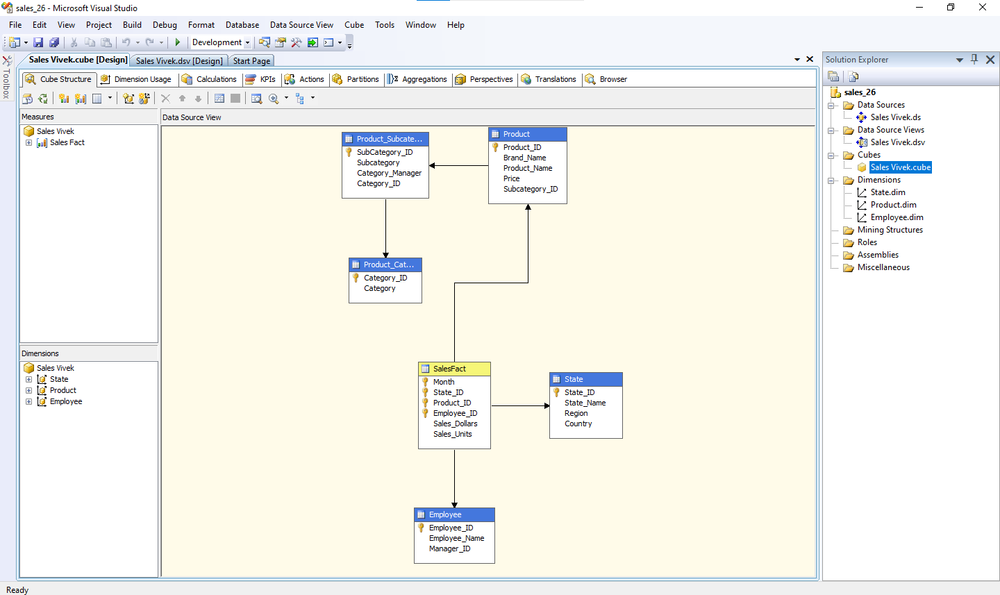 sales_26 - Microsoft Visual Studio
File Edit View Project Build Debug Format Database Data Source View Cube Tools Window Help
Development
Toolbox
Sales Vivek.cube [Design] Sales Vivek.dsv [Design] Start Page
Cube Structure Dimension Usage Calculations KPIs Actions Partitions Aggregations Perspectives Translations Browser
Measures
Sales Vivek
Sales Fact
Dimensions
Sales Vivek
State
Product
Employee
Data Source View
Product_Subcate...
SubCategory_ID
Subcategory
Category_Manager
Category_ID
Product
Product_ID
Brand_Name
Product_Name
Price
Subcategory_ID
Product_Cat...
Category_ID
Category
SalesFact
Month
State_ID
Product_ID
Employee_ID
Sales_Dollars
Sales_Units
State
State_ID
State_Name
Region
Country
Employee
Employee_ID
Employee_Name
Manager_ID
Solution Explorer
sales_26
Data Sources
Sales Vivek.ds
Data Source Views
Sales Vivek.dsv
Cubes
Sales Vivek.cube
Dimensions
State.dim
Product.dim
Employee.dim
Mining Structures
Roles
Assemblies
Miscellaneous
Ready